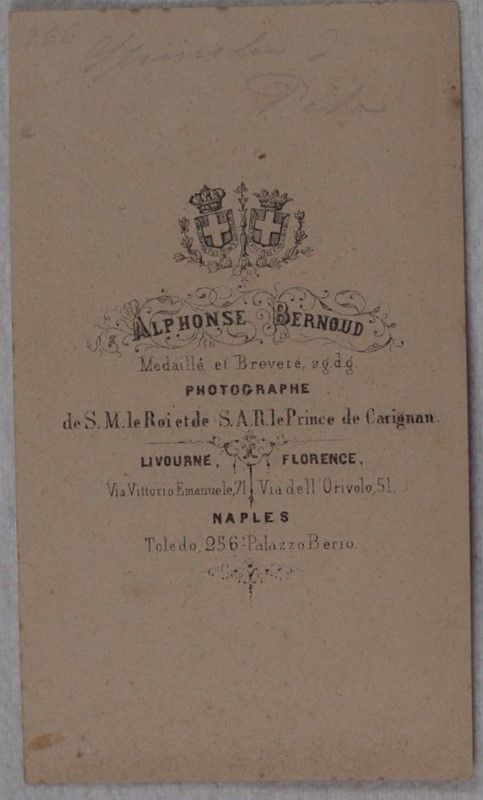 ALPHONSE BERNOUD
Medaillé et Breveté, s.g.d.g.
PHOTOGRAPHE
de S. M. le Roi et de S. A. R. le Prince de Carignan.
LIVOURNE, FLORENCE,
Via Vittorio Emanuele, 71 Via dell'Orivolo, 51.
NAPLES
Toledo, 256 - Palazzo Berio.